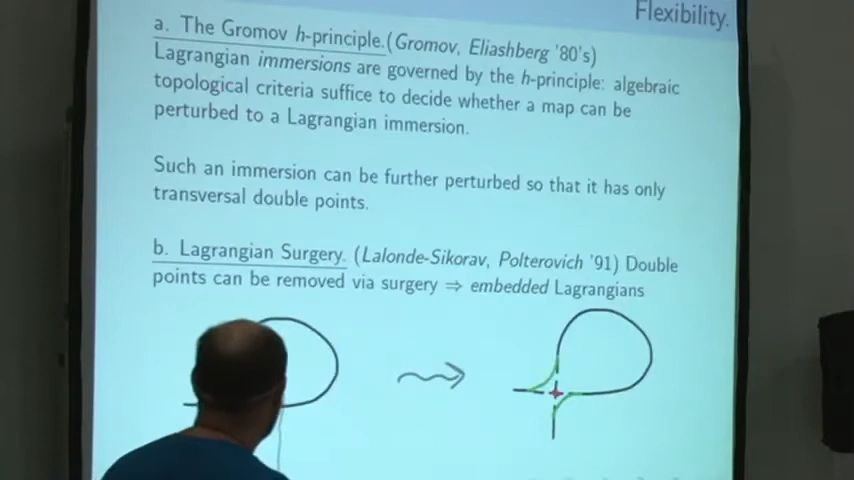 Flexibility.
a. The Gromov h-principle.(Gromov, Eliashberg '80's)
Lagrangian immersions are governed by the h-principle: algebraic
topological criteria suffice to decide whether a map can be
perturbed to a Lagrangian immersion.
Such an immersion can be further perturbed so that it has only
transversal double points.
b. Lagrangian Surgery. (Lalonde-Sikorav, Polterovich '91) Double
points can be removed via surgery ⇒ embedded Lagrangians